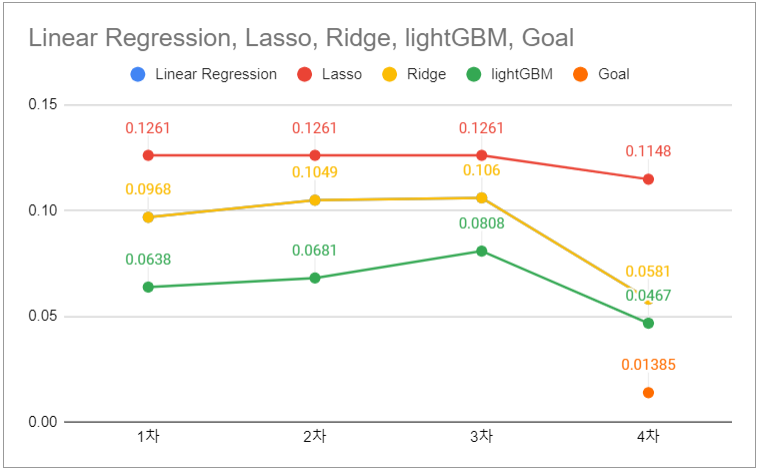 Linear Regression, Lasso, Ridge, lightGBM, Goal
Linear Regression Lasso Ridge lightGBM Goal
0.15
0.1261 0.1261 0.1261
0.1148
0.0968 0.1049 0.106
0.10
0.0808
0.0638 0.0681
0.0581
0.0467
0.05
0.01385
0.00
1차 2차 3차 4차